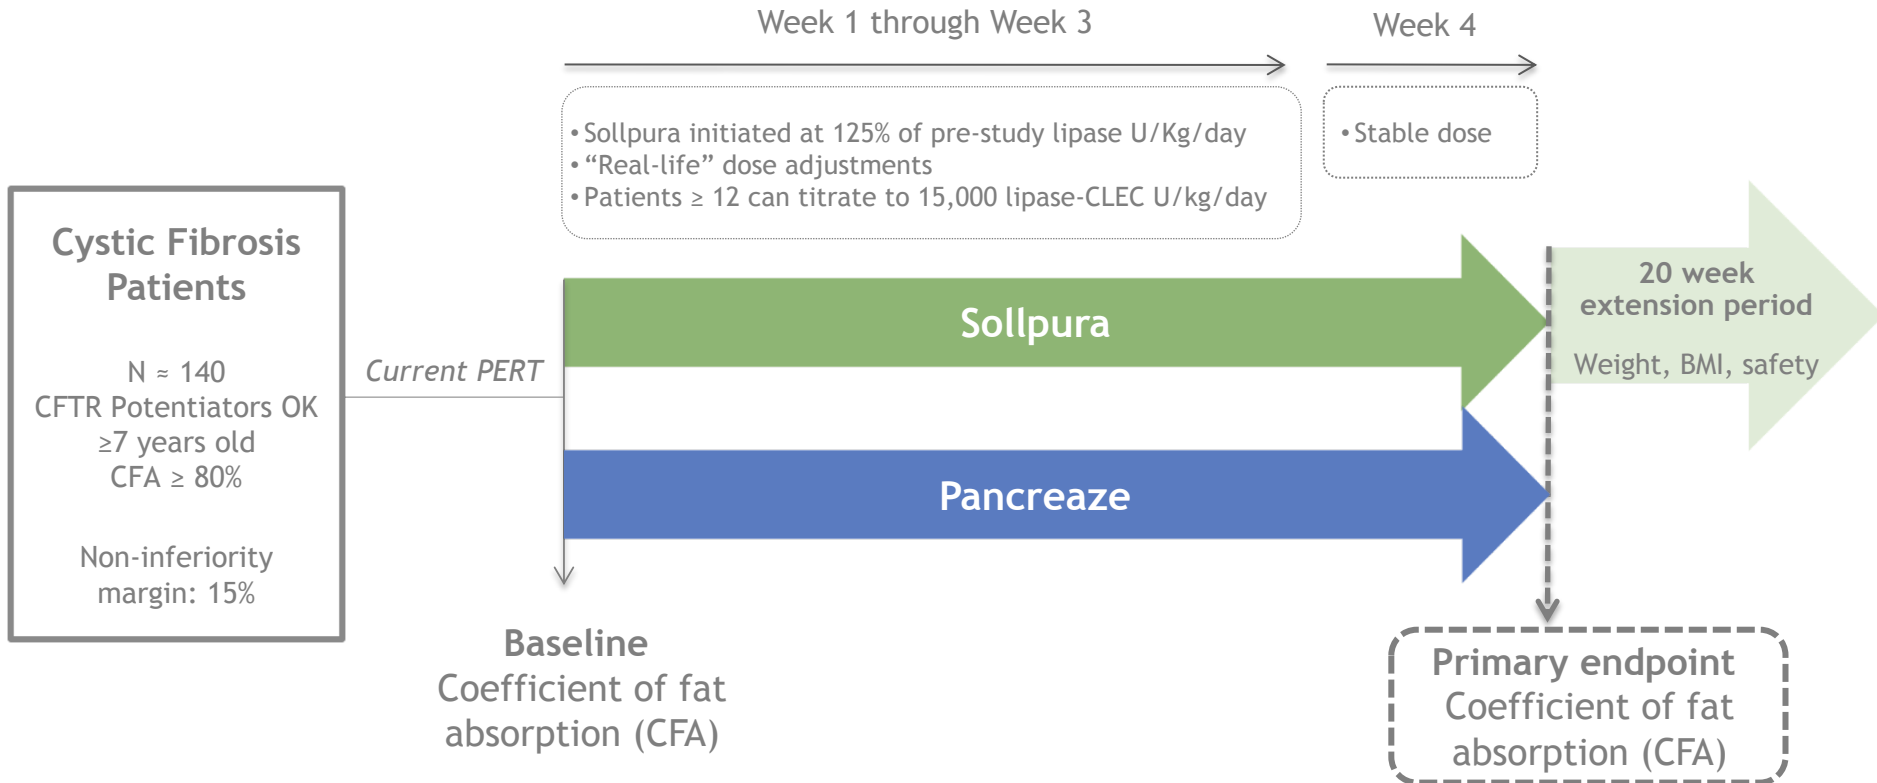 Week 1 through Week 3
Week 4
• Sollpura initiated at 125% of pre-study lipase U/Kg/day
• “Real-life” dose adjustments
• Patients ≥ 12 can titrate to 15,000 lipase-CLEC U/kg/day
• Stable dose
Cystic Fibrosis
Patients
N ≈ 140
CFTR Potentiators OK
≥7 years old
CFA ≥ 80%
Non-inferiority
margin: 15%
Current PERT
Sollpura
Pancreaze
20 week
extension period
Weight, BMI, safety
Baseline
Coefficient of fat
absorption (CFA)
Primary endpoint
Coefficient of fat
absorption (CFA)